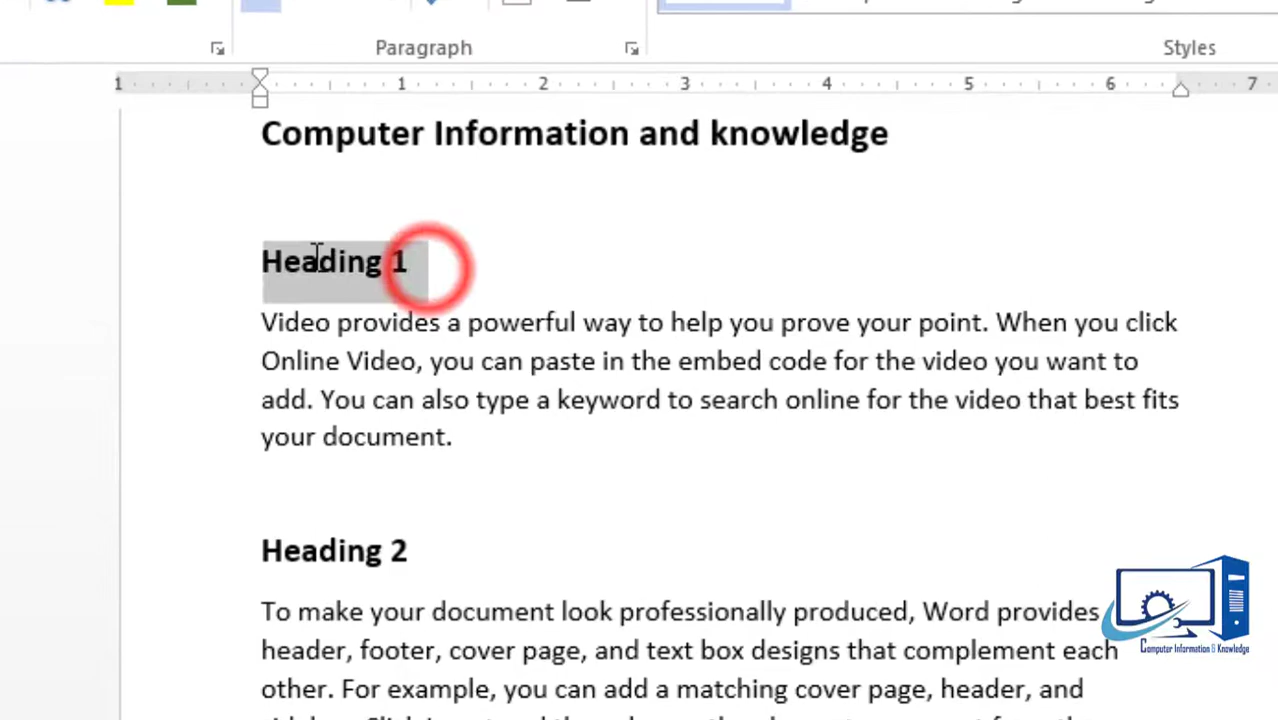 Paragraph
Styles
1 1 2 3 4 5 6 7
Computer Information and knowledge
Heading 1
Video provides a powerful way to help you prove your point. When you click
Online Video, you can paste in the embed code for the video you want to
add. You can also type a keyword to search online for the video that best fits
your document.
Heading 2
To make your document look professionally produced, Word provides
header, footer, cover page, and text box designs that complement each
other. For example, you can add a matching cover page, header, and
Computer Information & Knowledge